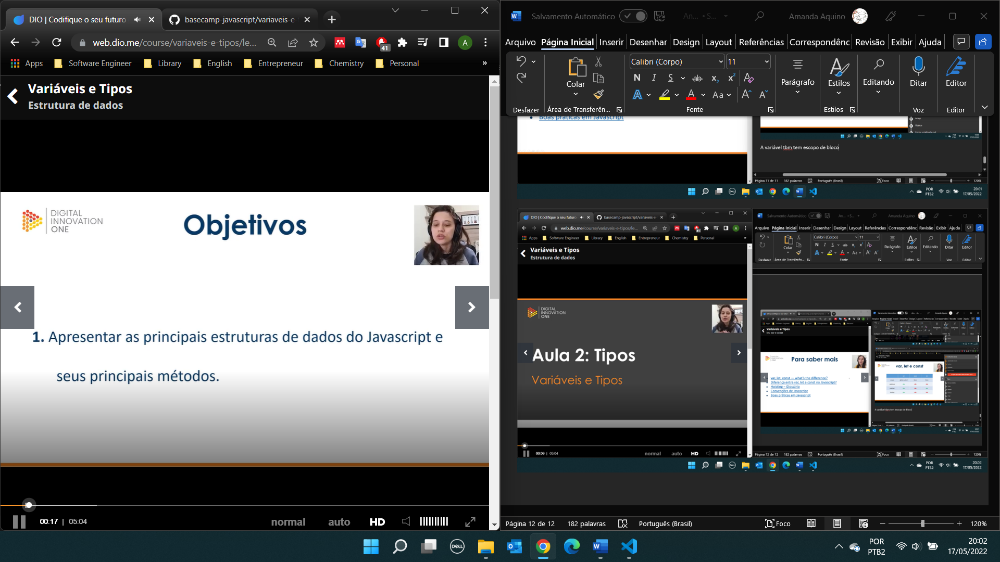 DIO | Codifique o seu futuro
basecamp-javascript/variaveis-e-
web.dio.me/course/variaveis-e-tipos/le...
41
A
Apps
Software Engineer
Library
English
Entrepreneur
Chemistry
Personal
»
Variáveis e Tipos
Estrutura de dados
DIGITAL
INNOVATION
ONE
Objetivos
1. Apresentar as principais estruturas de dados do Javascript e
seus principais métodos.
00:17 | 05:04
normal
auto
HD
Salvamento Automático
An... • S...
Amanda Aquino
Arquivo
Página Inicial
Inserir
Desenhar
Design
Layout
Referências
Correspondênc
Revisão
Exibir
Ajuda
Colar
Calibri (Corpo)
11
Parágrafo
Estilos
Editando
Ditar
Editor
Desfazer
Área de Transferên...
Fonte
Estilos
Voz
Editor
Boas práticas em Javascript
A variável tbm tem escopo de bloco
Página 11 de 11
182 palavras
Português (Brasil)
Foco
120%
POR
PTB2
20:01
17/05/2022
DIO | Codifique o seu futuro
basecamp-javascript/variaveis-e-
web.dio.me/course/variaveis-e-tipos/le...
Apps
Software Engineer
Library
English
Entrepreneur
Chemistry
Personal
Variáveis e Tipos
Estrutura de dados
DIGITAL
INNOVATION
ONE
Aula 2: Tipos
Variáveis e Tipos
00:09 | 05:04
normal
auto
HD
Salvamento Automático
An... • S...
Amanda Aquino
Arquivo
Página Inicial
Inserir
Desenhar
Design
Layout
Referências
Correspondênc
Revisão
Exibir
Ajuda
Colar
Calibri (Corpo)
11
Parágrafo
Estilos
Editando
Ditar
Editor
Desfazer
Área de Transferên...
Fonte
Estilos
Voz
Editor
Variáveis e Tipos
let, var e const
Para saber mais
var, let, const — what's the difference?
Diferença entre var, let e const no Javascript?
Hoisting – Glossário
Convenções de Javascript
Boas práticas em Javascript
var, let e const
A variável tbm tem escopo de bloco
Página 12 de 12
182 palavras
Português (Brasil)
Foco
120%
POR
PTB2
20:02
17/05/2022
Página 12 de 12
182 palavras
Português (Brasil)
Foco
120%
DELL
POR
PTB2
20:02
17/05/2022